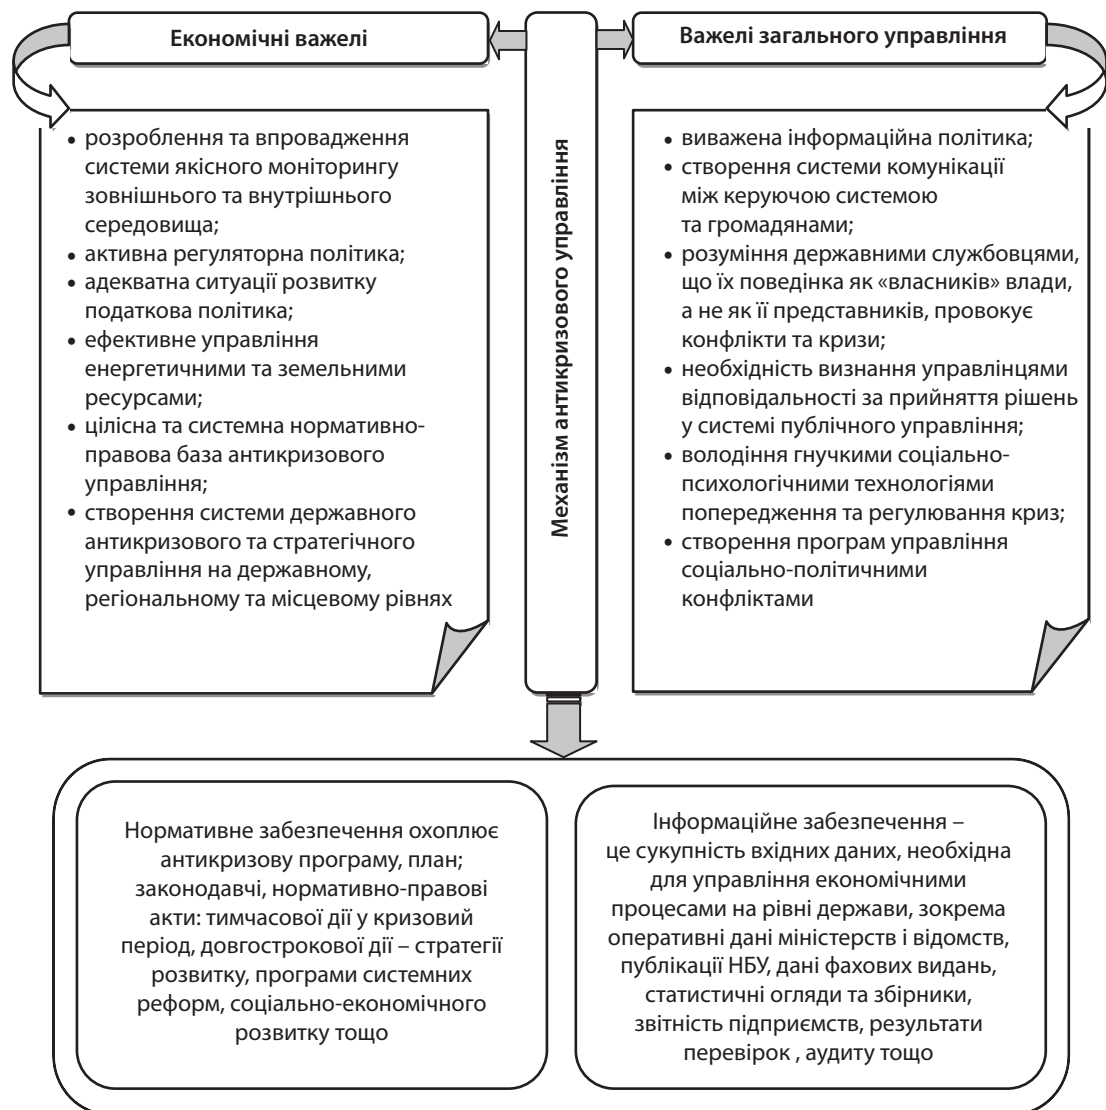 Економічні важелі
Важелі загального управління
Механізм антикризового управління
• розроблення та впровадження
системи якісного моніторингу
зовнішнього та внутрішнього
середовища;
• активна регуляторна політика;
• адекватна ситуації розвитку
податкова політика;
• ефективне управління
енергетичними та земельними
ресурсами;
• цілісна та системна нормативно-
правова база антикризового
управління;
• створення системи державного
антикризового та стратегічного
управління на державному,
регіональному та місцевому рівнях
• виважена інформаційна політика;
• створення системи комунікації
між керуючою системою
та громадянами;
• розуміння державними службовцями,
що їх поведінка як «власників» влади,
а не як її представників, провокує
конфлікти та кризи;
• необхідність визнання управлінцями
відповідальності за прийняття рішень
у системі публічного управління;
• володіння гнучкими соціально-
психологічними технологіями
попередження та регулювання криз;
• створення програм управління
соціально-політичними
конфліктами
Нормативне забезпечення охоплює
антикризову програму, план;
законодавчі, нормативно-правові
акти: тимчасової дії у кризовий
період, довгострокової дії – стратегії
розвитку, програми системних
реформ, соціально-економічного
розвитку тощо
Інформаційне забезпечення –
це сукупність вхідних даних, необхідна
для управління економічними
процесами на рівні держави, зокрема
оперативні дані міністерств і відомств,
публікації НБУ, дані фахових видань,
статистичні огляди та збірники,
звітність підприємств, результати
перевірок , аудиту тощо